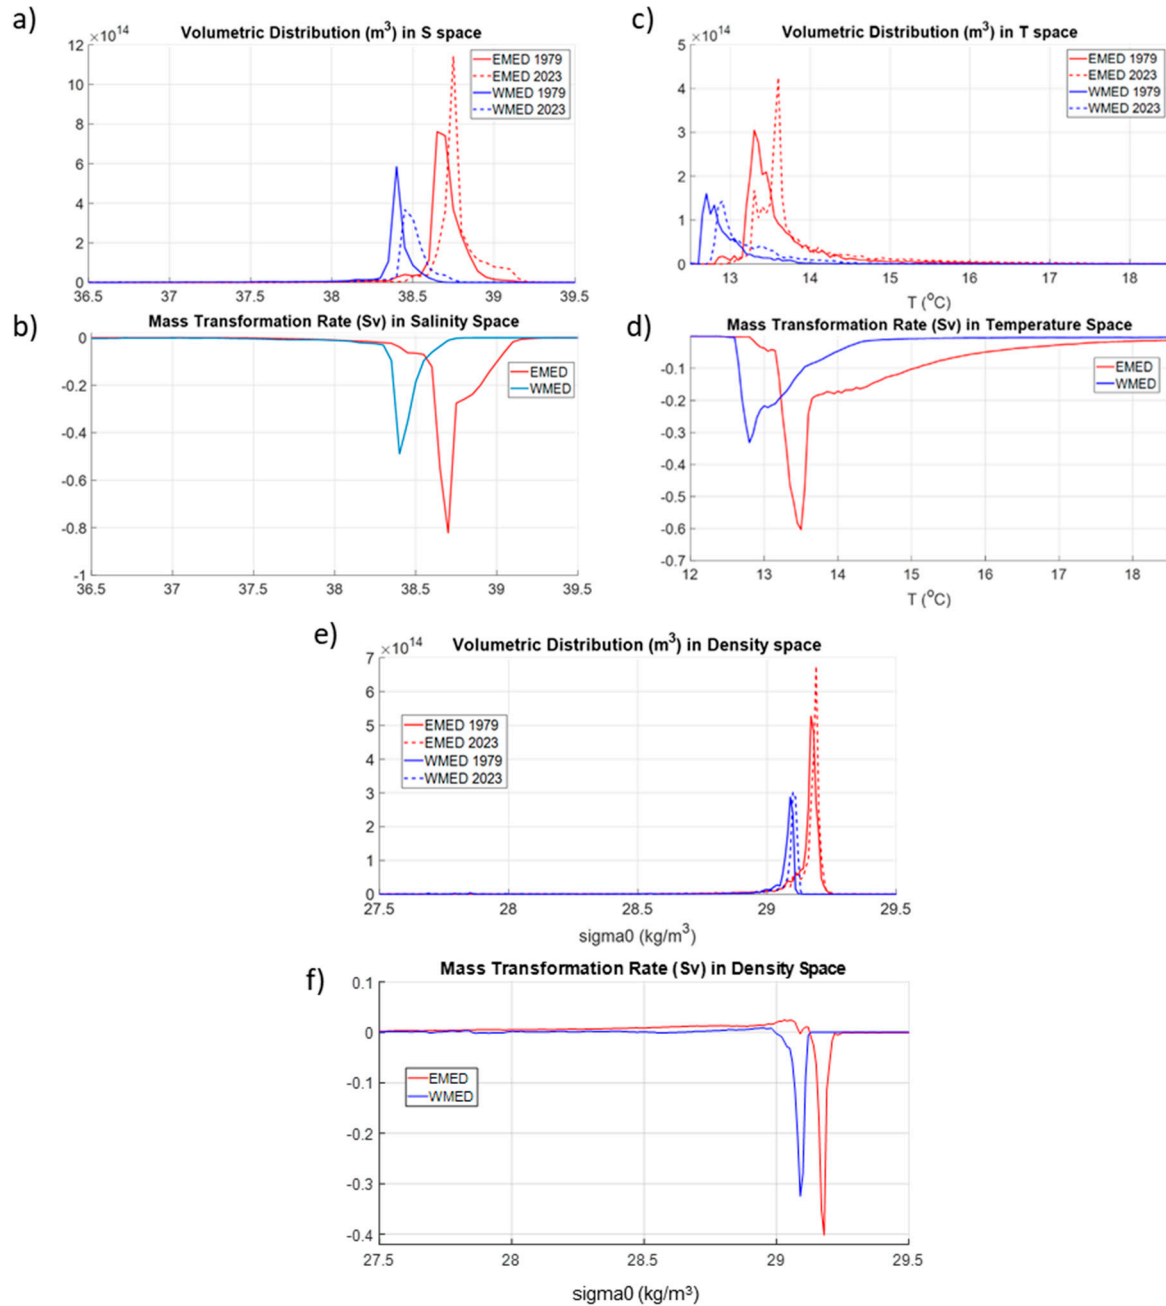 a)
Volumetric Distribution (m³) in S space
×10¹⁴
12
10
8
6
4
2
0
36.5 37 37.5 38 38.5 39 39.5
EMED 1979
EMED 2023
WMED 1979
WMED 2023
c)
Volumetric Distribution (m³) in T space
×10¹⁴
5
4
3
2
1
0
13 14 15 16 17 18
T (°C)
EMED 1979
EMED 2023
WMED 1979
WMED 2023
b)
Mass Transformation Rate (Sv) in Salinity Space
0
-0.2
-0.4
-0.6
-0.8
-1
36.5 37 37.5 38 38.5 39 39.5
EMED
WMED
d)
Mass Transformation Rate (Sv) in Temperature Space
-0.1
-0.2
-0.3
-0.4
-0.5
-0.6
-0.7
12 13 14 15 16 17 18
T (°C)
EMED
WMED
e)
Volumetric Distribution (m³) in Density space
×10¹⁴
7
6
5
4
3
2
1
0
27.5 28 28.5 29 29.5
sigma0 (kg/m³)
EMED 1979
EMED 2023
WMED 1979
WMED 2023
f)
Mass Transformation Rate (Sv) in Density Space
0.1
0
-0.1
-0.2
-0.3
-0.4
27.5 28 28.5 29 29.5
sigma0 (kg/m³)
EMED
WMED